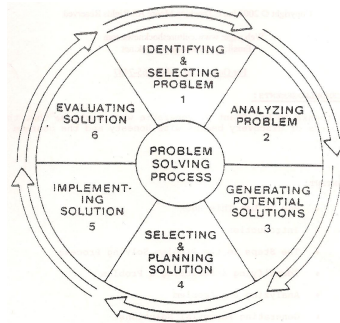 IDENTIFYING
&
SELECTING
PROBLEM
1
ANALYZING
PROBLEM
2
GENERATING
POTENTIAL
SOLUTIONS
3
SELECTING
&
PLANNING
SOLUTION
4
IMPLEMENT-
ING
SOLUTION
5
EVALUATING
SOLUTION
6
PROBLEM
SOLVING
PROCESS